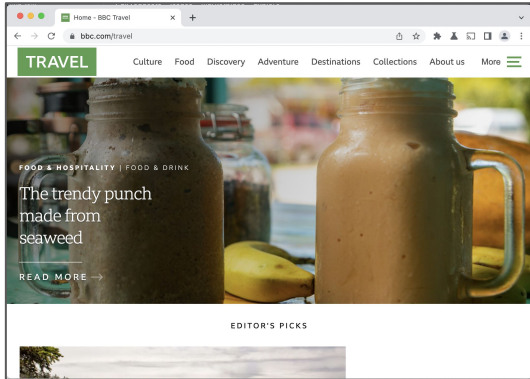 Home - BBC Travel
bbc.com/travel
TRAVEL
Culture Food Discovery Adventure Destinations Collections About us More
FOOD & HOSPITALITY | FOOD & DRINK
The trendy punch
made from
seaweed
READ MORE
EDITOR'S PICKS